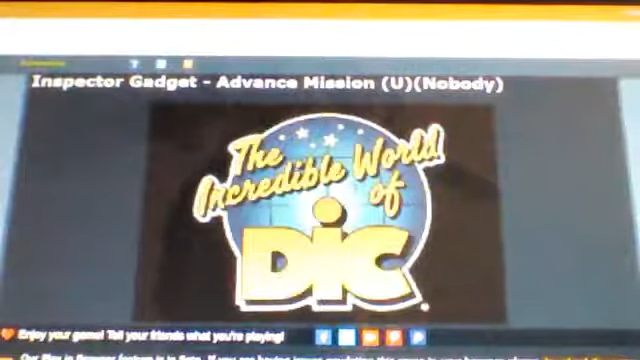 Inspector Gadget - Advance Mission (U)(Nobody)
The
Incredible World
of
DiC
Enjoy your game! Tell your friends what you're playing!